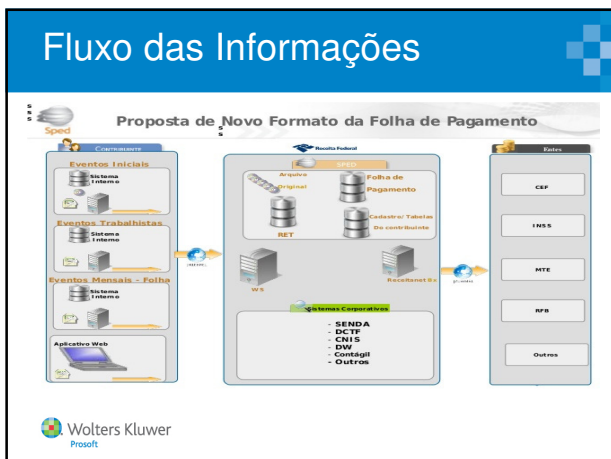 Fluxo das Informações
S
S
S
Sped
Proposta de Novo Formato da Folha de Pagamento
S
S
CONTRIBUINTE
Eventos Iniciais
Sistema
Interno
Eventos Trabalhistas
Sistema
Interno
Eventos Mensais - Folha
Sistema
Interno
Aplicativo Web
Receita Federal
SPED
Arquivo
Original
Folha de
Pagamento
RET
Cadastro/ Tabelas
Do contribuinte
WS
Receitanet Bx
Sistemas Corporativos
- SENDA
- DCTF
- CNIS
- DW
- Contágil
- Outros
Entes
CEF
INSS
MTE
RFB
Outros
Wolters Kluwer
Prosoft